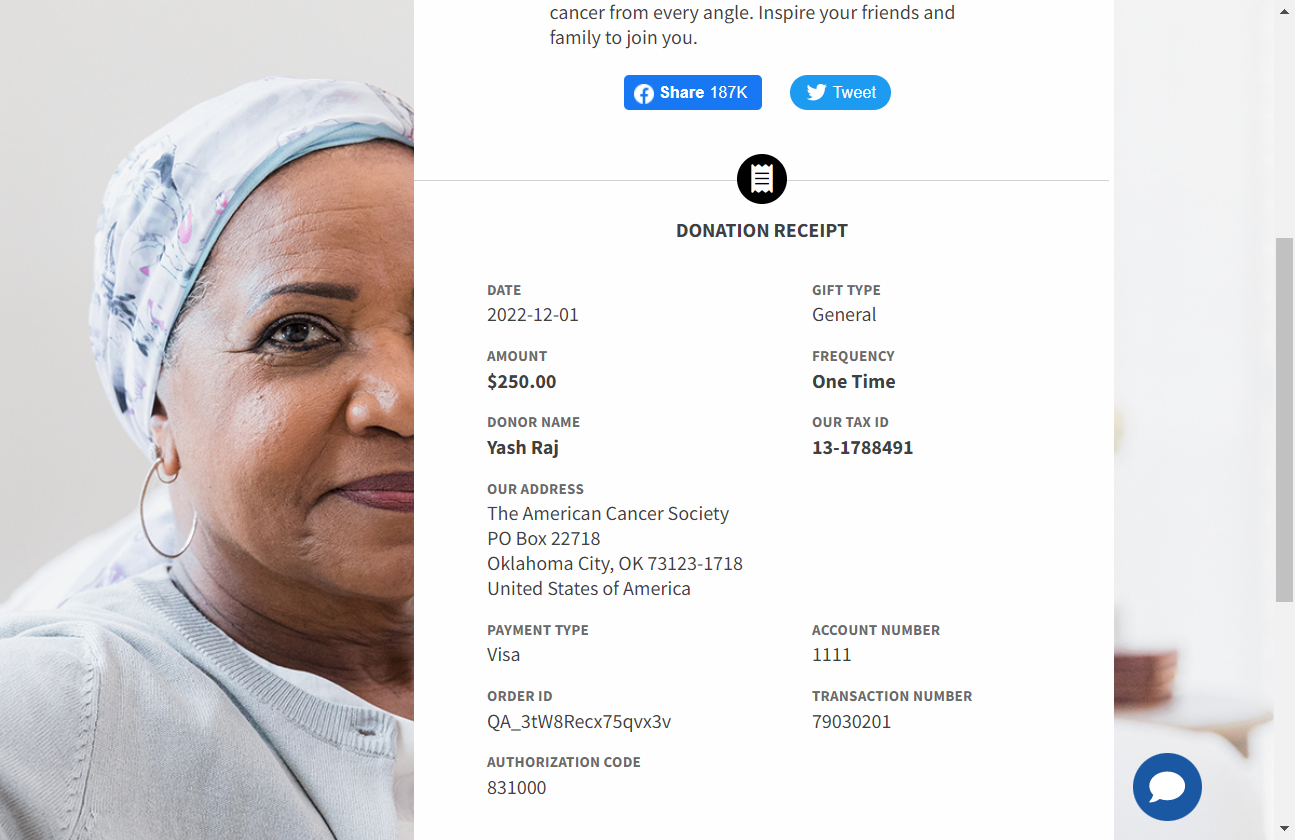 cancer from every angle. Inspire your friends and
family to join you.
Share 187K
Tweet
DONATION RECEIPT
DATE
2022-12-01
GIFT TYPE
General
AMOUNT
$250.00
FREQUENCY
One Time
DONOR NAME
Yash Raj
OUR TAX ID
13-1788491
OUR ADDRESS
The American Cancer Society
PO Box 22718
Oklahoma City, OK 73123-1718
United States of America
PAYMENT TYPE
Visa
ACCOUNT NUMBER
1111
ORDER ID
QA_3tW8Recx75qvx3v
TRANSACTION NUMBER
79030201
AUTHORIZATION CODE
831000